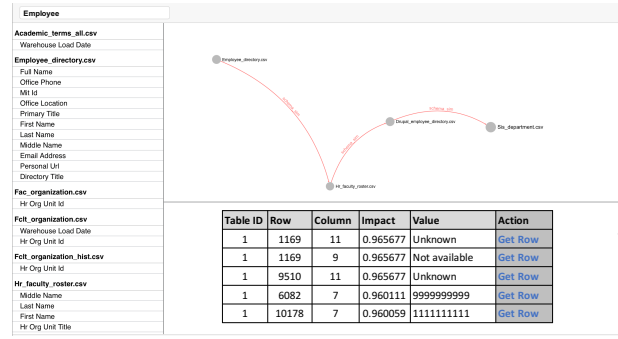 Employee
Academic_terms_all.csv
Warehouse Load Date
Employee_directory.csv
Full Name
Office Phone
Mit Id
Office Location
Primary Title
First Name
Last Name
Middle Name
Email Address
Personal Url
Directory Title
Fac_organization.csv
Hr Org Unit Id
Fclt_organization.csv
Warehouse Load Date
Hr Org Unit Id
Fclt_organization_hist.csv
Hr Org Unit Id
Hr_faculty_roster.csv
Middle Name
Last Name
First Name
Hr Org Unit Title
Employee_directory.csv
schema_sim
schema_sim
Drupal_employee_directory.csv
schema_sim
Sis_department.csv
Hr_faculty_roster.csv
Table ID Row Column Impact Value Action
1 1169 11 0.965677 Unknown Get Row
1 1169 9 0.965677 Not available Get Row
1 9510 11 0.965677 Unknown Get Row
1 6082 7 0.960111 9999999999 Get Row
1 10178 7 0.960059 1111111111 Get Row